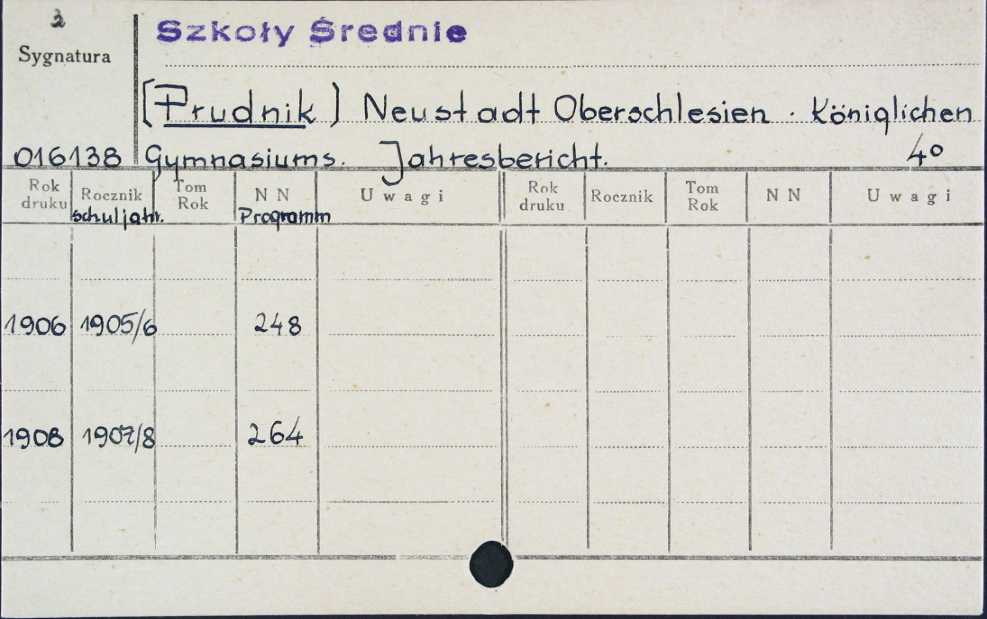 2
Szkoły Średnie
Sygnatura
[Prudnik) Neustadt Oberschlesien. Königlichen
016138 Gymnasiums. Jahresbericht. 4º
Rok druku Rocznik Tom Rok N N Uwagi Rok druku Rocznik Tom Rok N N Uwagi
Schuljahr. Programm
1906 1905/6 248
1908 1907/8 264